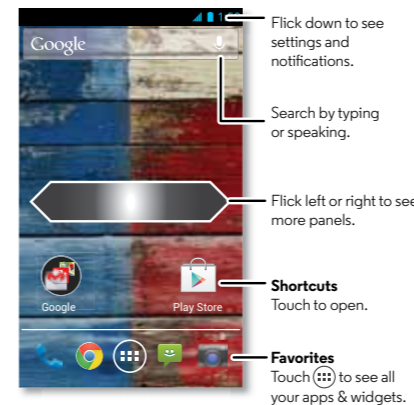 1
Flick down to see
settings and
notifications.
Google
Search by typing
or speaking.
Flick left or right to see
more panels.
Google
Play Store
Shortcuts
Touch to open.
Favorites
Touch to see all
your apps & widgets.